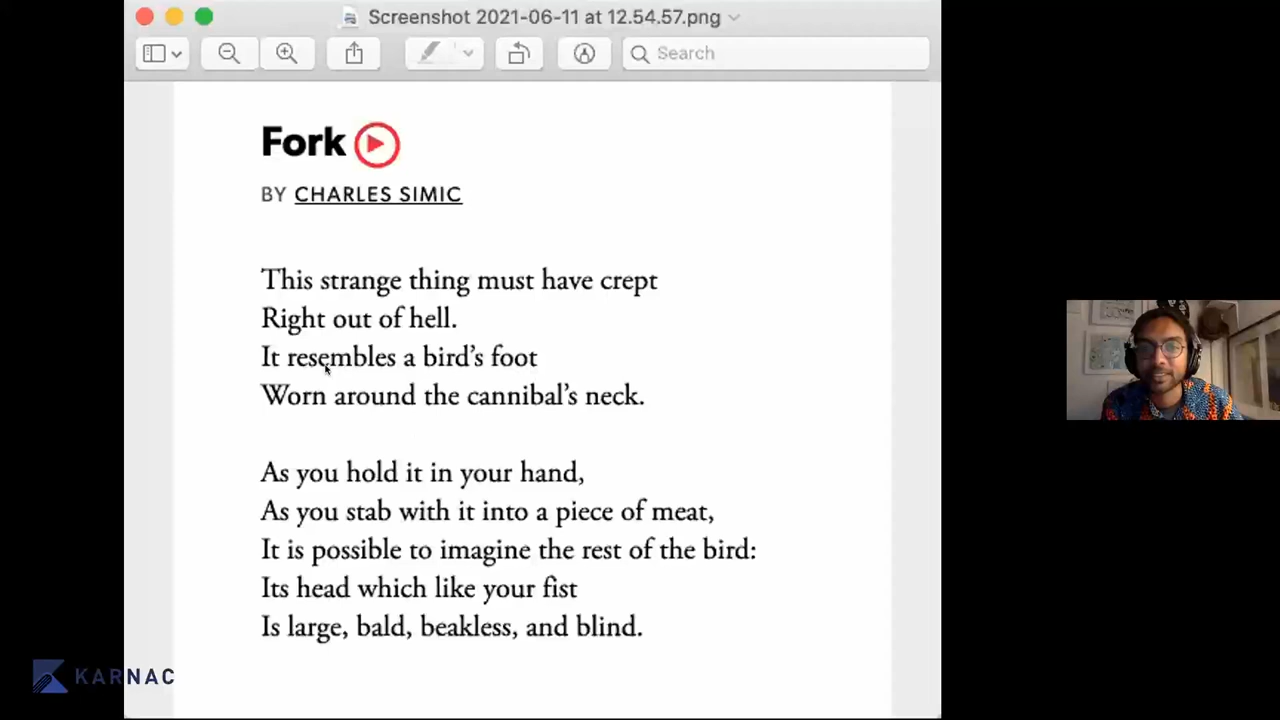 Screenshot 2021-06-11 at 12.54.57.png
Search
Fork
BY CHARLES SIMIC
This strange thing must have crept
Right out of hell.
It resembles a bird’s foot
Worn around the cannibal’s neck.
As you hold it in your hand,
As you stab with it into a piece of meat,
It is possible to imagine the rest of the bird:
Its head which like your fist
Is large, bald, beakless, and blind.
KARNAC